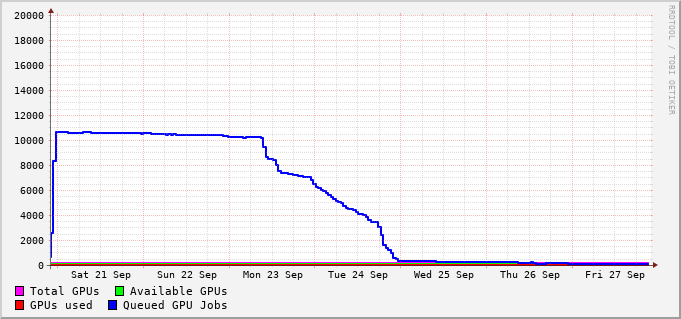 20000
18000
16000
14000
12000
10000
8000
6000
4000
2000
0
Sat 21 Sep Sun 22 Sep Mon 23 Sep Tue 24 Sep Wed 25 Sep Thu 26 Sep Fri 27 Sep
Total GPUs Available GPUs
GPUs used Queued GPU Jobs
RRDTOOL / TOBI OETIKER